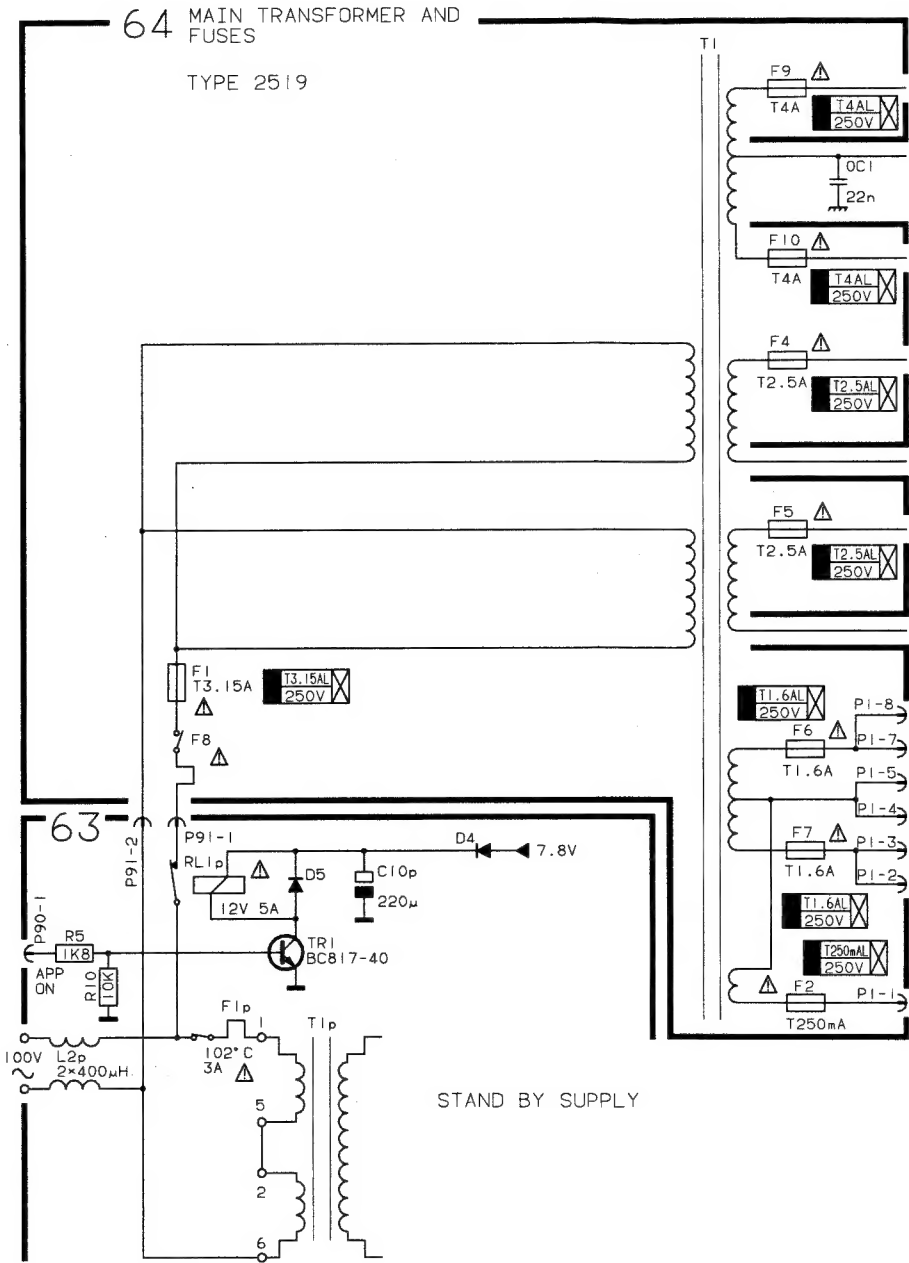 64 MAIN TRANSFORMER AND
FUSES
TYPE 2519
T1
F9
T4A
T4AL
250V
0C1
22n
F10
T4A
T4AL
250V
F4
T2.5A
T2.5AL
250V
F5
T2.5A
T2.5AL
250V
F1
T3.15A
T3.15AL
250V
F8
T1.6AL
250V
F6
T1.6A
P1-8
P1-7
P1-5
P1-4
F7
T1.6A
P1-3
P1-2
T1.6AL
250V
T250mAL
250V
F2
T250mA
P1-1
63
P91-2
P91-1
RL1p
12V 5A
D5
C10p
220µ
D4
7.8V
P90-1
R5
1K8
APP
ON
R10
10K
TR1
BC817-40
F1p
102°C
3A
1
T1p
100V
~
L2p
2×400µH
5
2
6
STAND BY SUPPLY